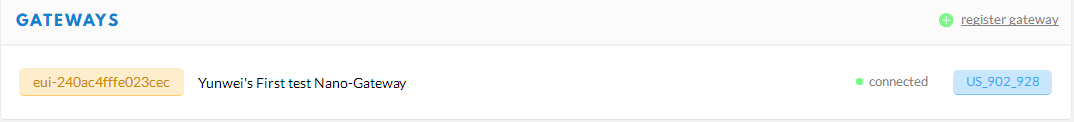 GATEWAYS register gateway
eui-240ac4fffe023cec Yunwei's First test Nano-Gateway connected US_902_928